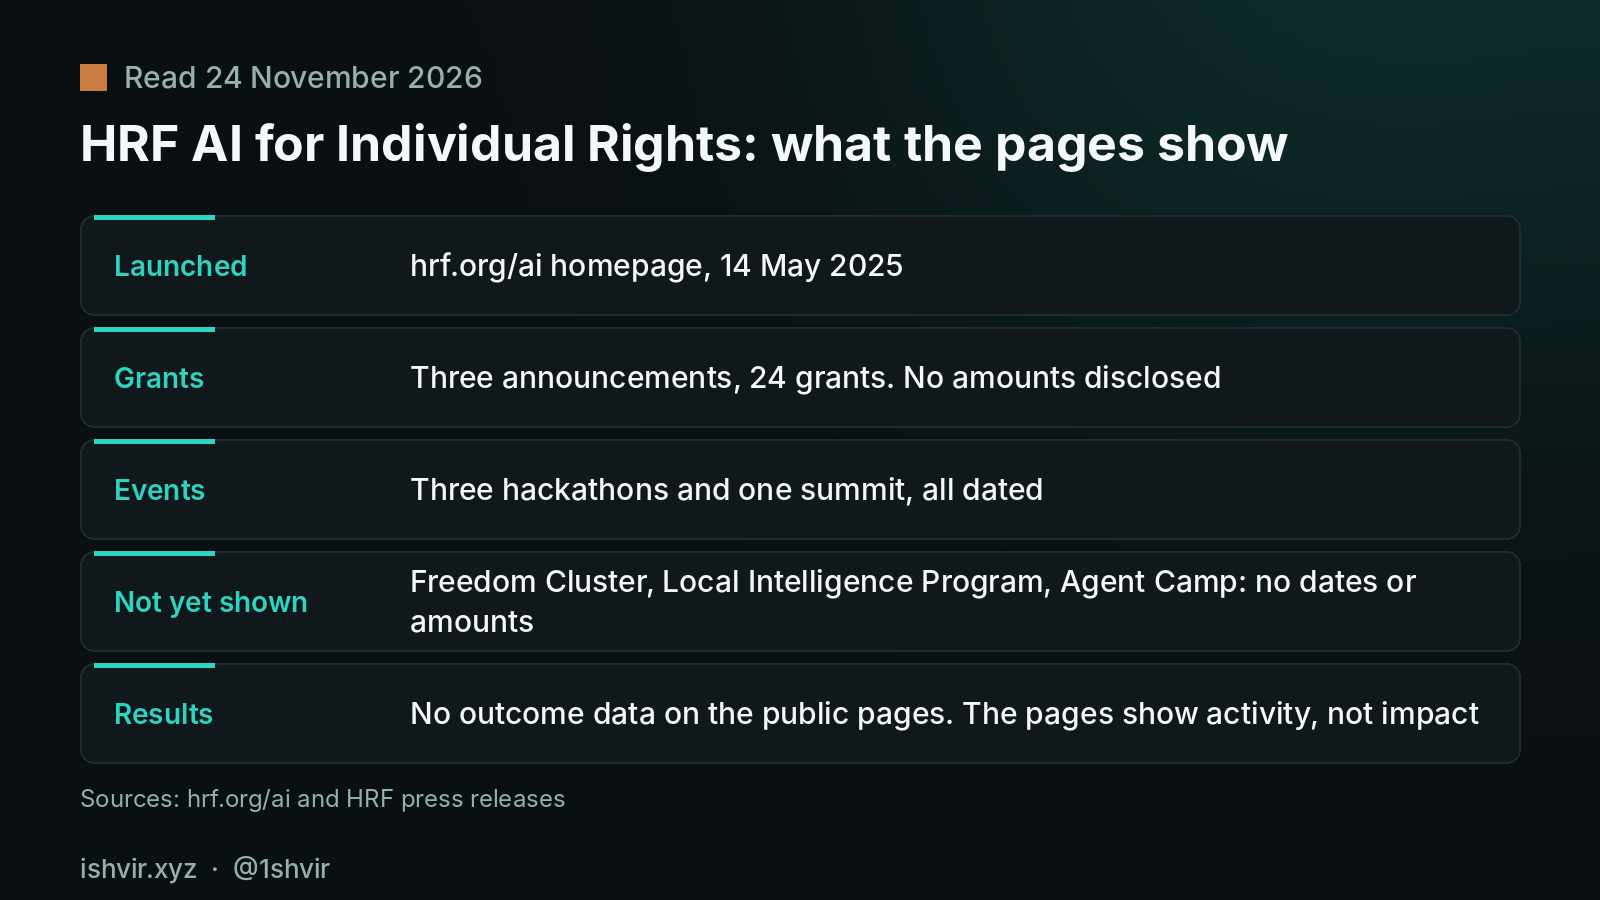 Read 24 November 2026
HRF AI for Individual Rights: what the pages show
Launched
hrf.org/ai homepage, 14 May 2025
Grants
Three announcements, 24 grants. No amounts disclosed
Events
Three hackathons and one summit, all dated
Not yet shown
Freedom Cluster, Local Intelligence Program, Agent Camp: no dates or
amounts
Results
No outcome data on the public pages. The pages show activity, not impact
Sources: hrf.org/ai and HRF press releases
ishvir.xyz · @1shvir